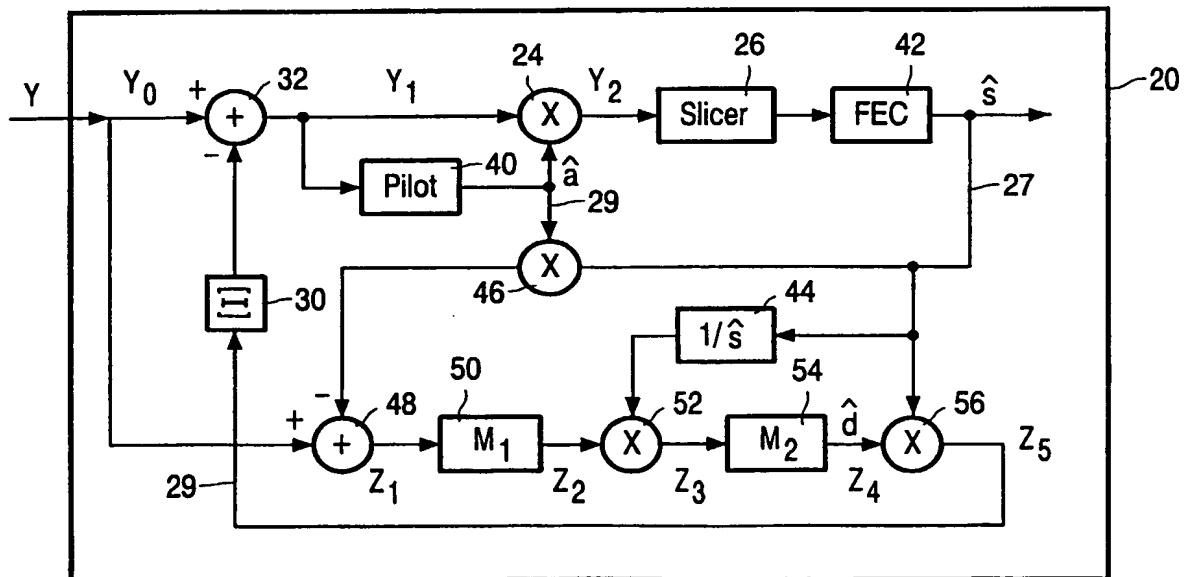 24
26
42
Y
Y0
+
32
Y1
X
Y2
Slicer
FEC
ŝ
20
+
−
40
Pilot
â
29
27
Ξ
30
X
46
44
1/ŝ
−
50
54
+
48
52
d̂
56
+
M1
X
M2
X
29
Z1
Z2
Z3
Z4
Z5